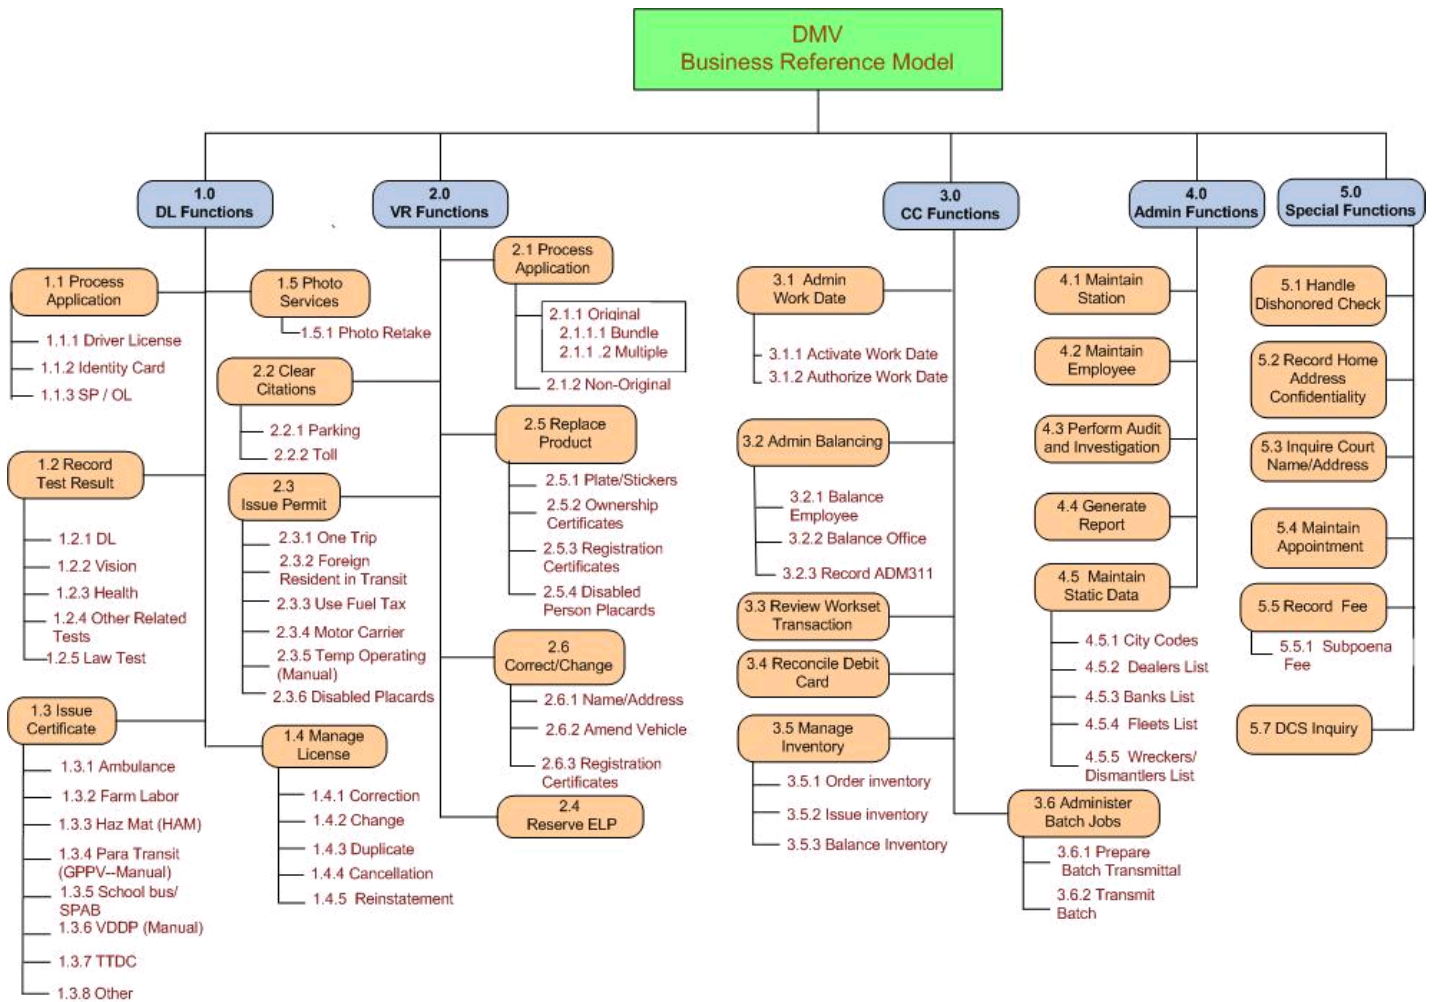 DMV
Business Reference Model
1.0
DL Functions
1.1 Process
Application
1.1.1 Driver License
1.1.2 Identity Card
1.1.3 SP / OL
1.2 Record
Test Result
1.2.1 DL
1.2.2 Vision
1.2.3 Health
1.2.4 Other Related
Tests
1.2.5 Law Test
1.3 Issue
Certificate
1.3.1 Ambulance
1.3.2 Farm Labor
1.3.3 Haz Mat (HAM)
1.3.4 Para Transit
(GPPV--Manual)
1.3.5 School bus/
SPAB
1.3.6 VDDP (Manual)
1.3.7 TTDC
1.3.8 Other
1.5 Photo
Services
1.5.1 Photo Retake
1.4 Manage
License
1.4.1 Correction
1.4.2 Change
1.4.3 Duplicate
1.4.4 Cancellation
1.4.5 Reinstatement
2.0
VR Functions
2.1 Process
Application
2.1.1 Original
2.1.1.1 Bundle
2.1.1 .2 Multiple
2.1.2 Non-Original
2.2 Clear
Citations
2.2.1 Parking
2.2.2 Toll
2.3
Issue Permit
2.3.1 One Trip
2.3.2 Foreign
Resident in Transit
2.3.3 Use Fuel Tax
2.3.4 Motor Carrier
2.3.5 Temp Operating
(Manual)
2.3.6 Disabled Placards
2.5 Replace
Product
2.5.1 Plate/Stickers
2.5.2 Ownership
Certificates
2.5.3 Registration
Certificates
2.5.4 Disabled
Person Placards
2.6
Correct/Change
2.6.1 Name/Address
2.6.2 Amend Vehicle
2.6.3 Registration
Certificates
2.4
Reserve ELP
3.0
CC Functions
3.1 Admin
Work Date
3.1.1 Activate Work Date
3.1.2 Authorize Work Date
3.2 Admin Balancing
3.2.1 Balance
Employee
3.2.2 Balance Office
3.2.3 Record ADM311
3.3 Review Workset
Transaction
3.4 Reconcile Debit
Card
3.5 Manage
Inventory
3.5.1 Order inventory
3.5.2 Issue inventory
3.5.3 Balance Inventory
3.6 Administer
Batch Jobs
3.6.1 Prepare
Batch Transmittal
3.6.2 Transmit
Batch
4.0
Admin Functions
4.1 Maintain
Station
4.2 Maintain
Employee
4.3 Perform Audit
and Investigation
4.4 Generate
Report
4.5 Maintain
Static Data
4.5.1 City Codes
4.5.2 Dealers List
4.5.3 Banks List
4.5.4 Fleets List
4.5.5 Wreckers/
Dismantlers List
5.0
Special Functions
5.1 Handle
Dishonored Check
5.2 Record Home
Address
Confidentiality
5.3 Inquire Court
Name/Address
5.4 Maintain
Appointment
5.5 Record Fee
5.5.1 Subpoena
Fee
5.7 DCS Inquiry